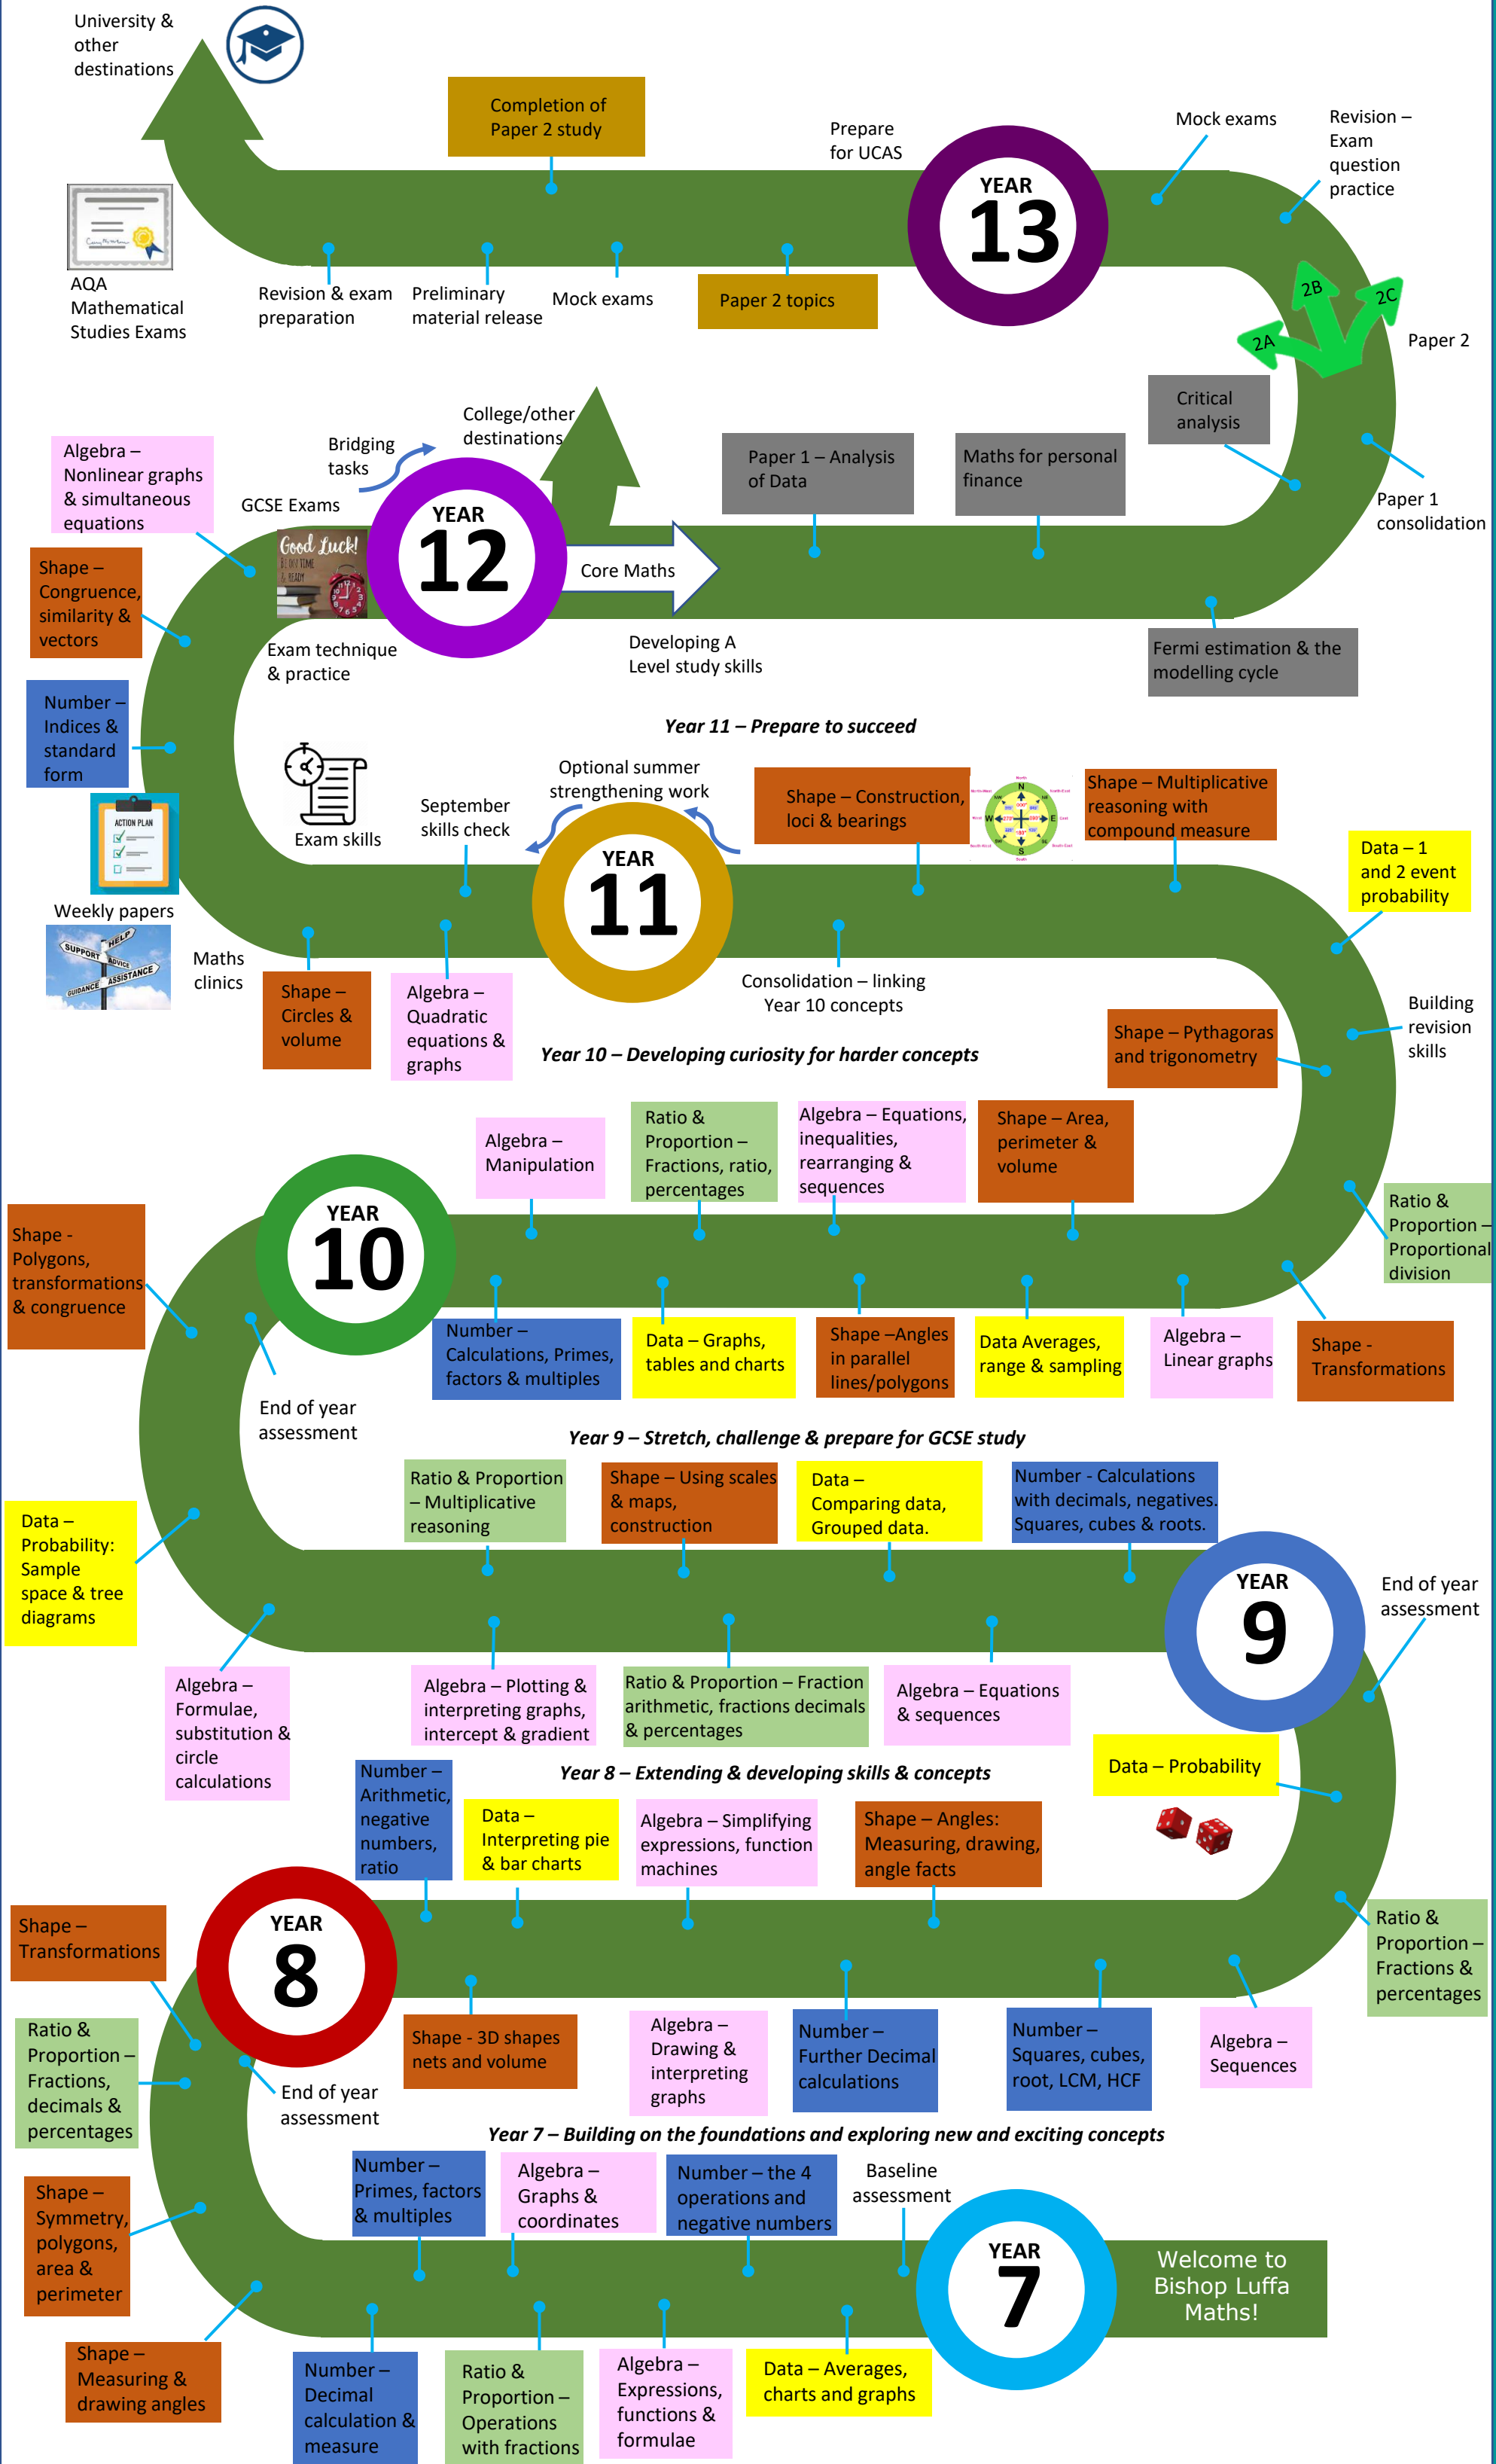 University &
other
destinations
Completion of
Paper 2 study
Prepare
for UCAS
YEAR
13
Mock exams
Revision –
Exam
question
practice
AQA
Mathematical
Studies Exams
Revision & exam
preparation
Preliminary
material release
Mock exams
Paper 2 topics
2A
2B
2C
Paper 2
Critical
analysis
Paper 1
consolidation
College/other
destinations
Bridging
tasks
GCSE Exams
Algebra –
Nonlinear graphs
& simultaneous
equations
YEAR
12
Core Maths
Paper 1 – Analysis
of Data
Maths for personal
finance
Good Luck!
Shape –
Congruence,
similarity &
vectors
Exam technique
& practice
Developing A
Level study skills
Fermi estimation & the
modelling cycle
Number –
Indices &
standard
form
Year 11 – Prepare to succeed
Exam skills
September
skills check
Optional summer
strengthening work
Shape – Construction,
loci & bearings
N
W
E
S
Shape – Multiplicative
reasoning with
compound measure
Data – 1
and 2 event
probability
ACTION PLAN
Weekly papers
SUPPORT
HELP
ADVICE
GUIDANCE
ASSISTANCE
Maths
clinics
YEAR
11
Shape –
Circles &
volume
Algebra –
Quadratic
equations &
graphs
Consolidation – linking
Year 10 concepts
Building
revision
skills
Shape – Pythagoras
and trigonometry
Year 10 – Developing curiosity for harder concepts
Algebra –
Manipulation
Ratio &
Proportion –
Fractions, ratio,
percentages
Algebra – Equations,
inequalities,
rearranging &
sequences
Shape – Area,
perimeter &
volume
Ratio &
Proportion –
Proportional
division
YEAR
10
Shape -
Polygons,
transformations
& congruence
Number –
Calculations, Primes,
factors & multiples
Data – Graphs,
tables and charts
Shape –Angles
in parallel
lines/polygons
Data Averages,
range & sampling
Algebra –
Linear graphs
Shape -
Transformations
End of year
assessment
Year 9 – Stretch, challenge & prepare for GCSE study
Ratio & Proportion
– Multiplicative
reasoning
Shape – Using scales
& maps,
construction
Data –
Comparing data,
Grouped data.
Number - Calculations
with decimals, negatives.
Squares, cubes & roots.
Data –
Probability:
Sample
space & tree
diagrams
YEAR
9
End of year
assessment
Algebra –
Formulae,
substitution &
circle
calculations
Algebra – Plotting &
interpreting graphs,
intercept & gradient
Ratio & Proportion – Fraction
arithmetic, fractions decimals
& percentages
Algebra – Equations
& sequences
Data – Probability
Year 8 – Extending & developing skills & concepts
Number –
Arithmetic,
negative
numbers,
ratio
Data –
Interpreting pie
& bar charts
Algebra – Simplifying
expressions, function
machines
Shape – Angles:
Measuring, drawing,
angle facts
YEAR
8
Shape –
Transformations
Ratio &
Proportion –
Fractions &
percentages
Ratio &
Proportion –
Fractions,
decimals &
percentages
End of year
assessment
Shape - 3D shapes
nets and volume
Algebra –
Drawing &
interpreting
graphs
Number –
Further Decimal
calculations
Number –
Squares, cubes,
root, LCM, HCF
Algebra –
Sequences
Year 7 – Building on the foundations and exploring new and exciting concepts
Number –
Primes, factors
& multiples
Algebra –
Graphs &
coordinates
Number – the 4
operations and
negative numbers
Baseline
assessment
Shape –
Symmetry,
polygons,
area &
perimeter
YEAR
7
Welcome to
Bishop Luffa
Maths!
Shape –
Measuring &
drawing angles
Number –
Decimal
calculation &
measure
Ratio &
Proportion –
Operations
with fractions
Algebra –
Expressions,
functions &
formulae
Data – Averages,
charts and graphs